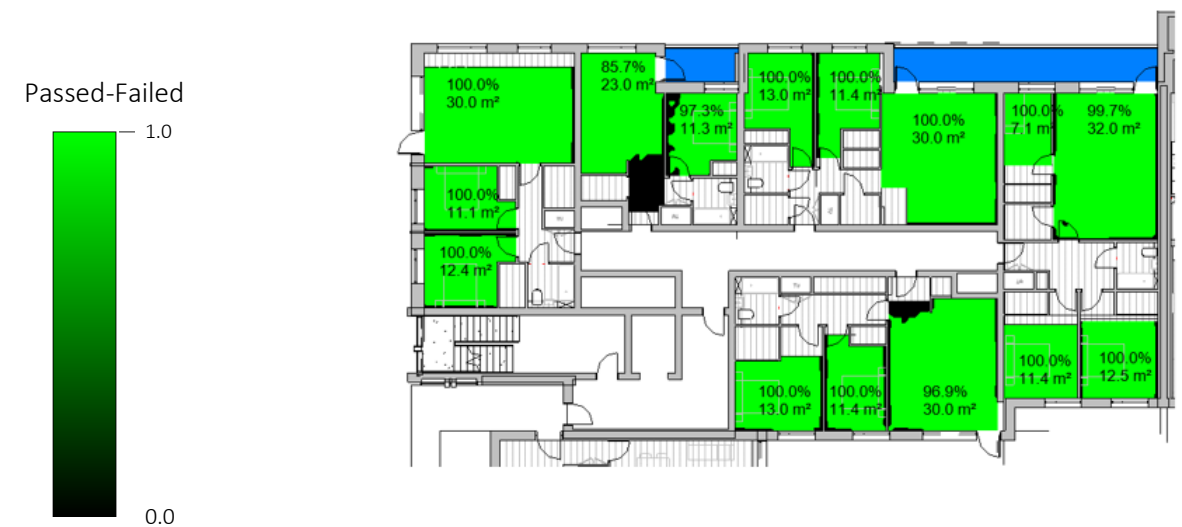 Passed-Failed
1.0
0.0
100.0%
30.0 m²
85.7%
23.0 m²
97.3%
11.3 m²
100.0%
13.0 m²
100.0%
11.4 m²
100.0%
30.0 m²
100.0%
7.1 m²
99.7%
32.0 m²
100.0%
11.1 m²
100.0%
12.4 m²
100.0%
13.0 m²
100.0%
11.4 m²
96.9%
30.0 m²
100.0%
11.4 m²
100.0%
12.5 m²